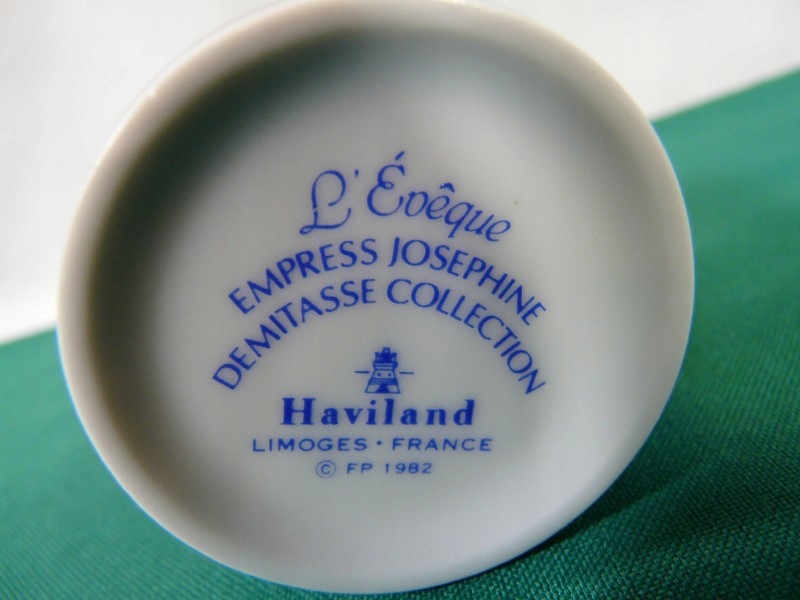 L'Évêque
EMPRESS JOSEPHINE
DEMITASSE COLLECTION
Haviland
LIMOGES · FRANCE
© FP 1982